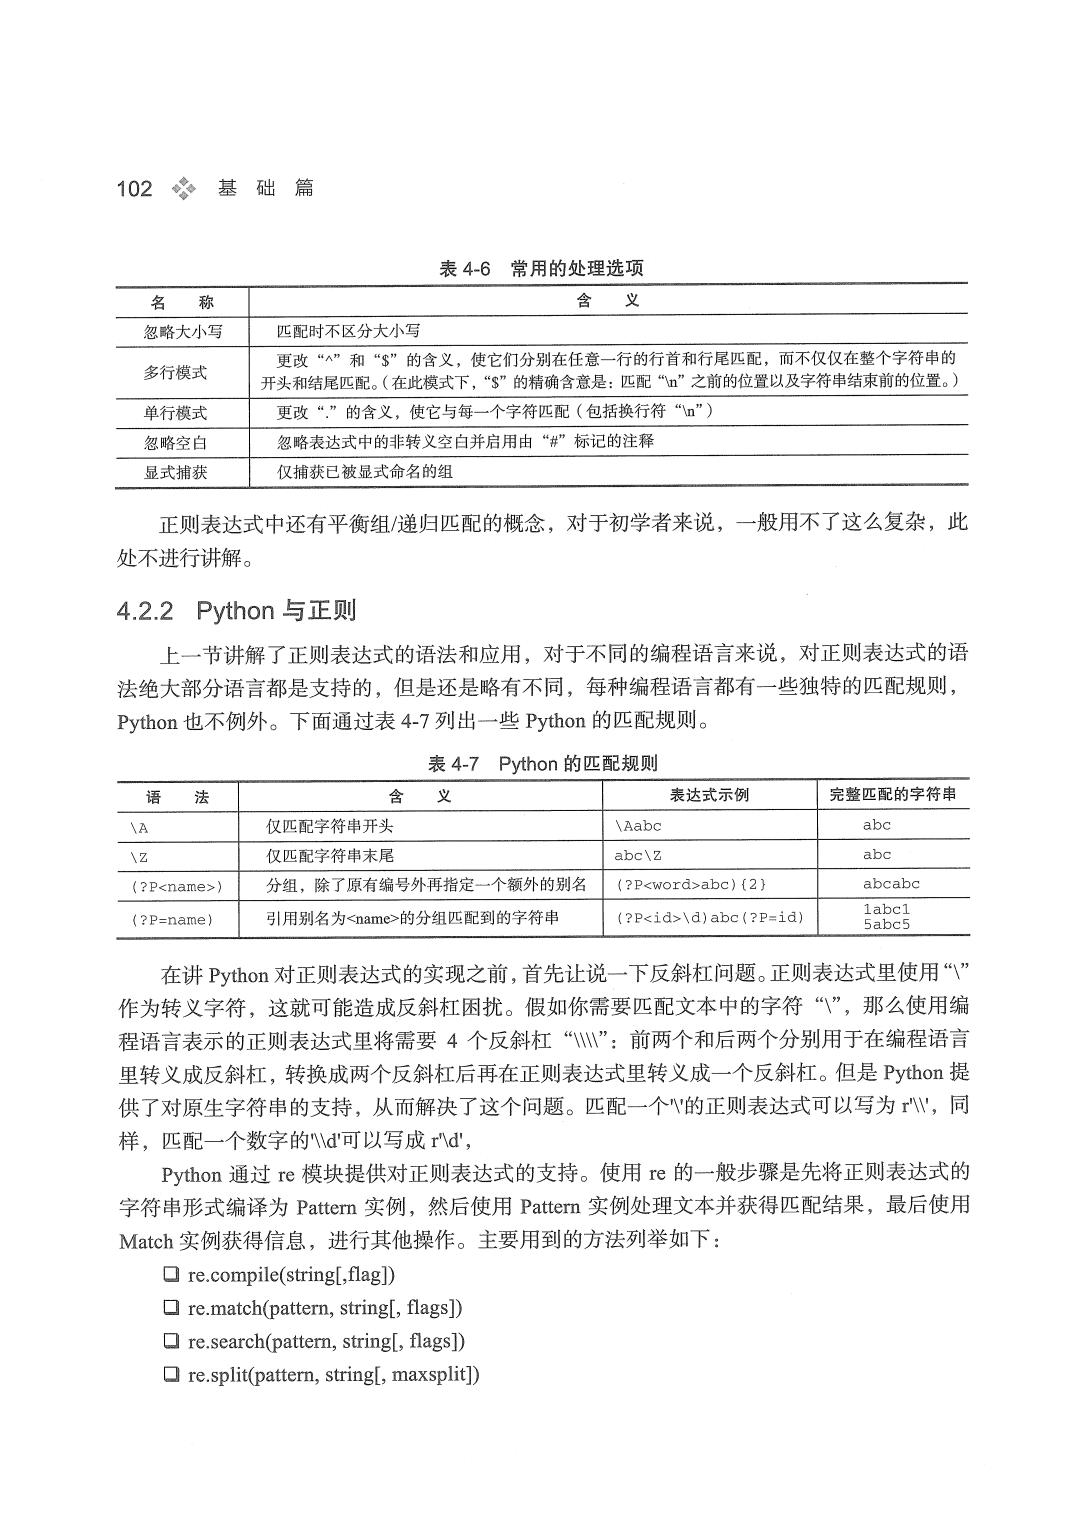 102 基 础 篇
表 4-6 常用的处理选项
名 称 含 义
忽略大小写 匹配时不区分大小写
多行模式 更改“^”和“$”的含义，使它们分别在任意一行的行首和行尾匹配，而不仅仅在整个字符串的
开头和结尾匹配。（在此模式下，“$”的精确含意是：匹配“\n”之前的位置以及字符串结束前的位置。）
单行模式 更改“.”的含义，使它与每一个字符匹配（包括换行符“\n”）
忽略空白 忽略表达式中的非转义空白并启用由“#”标记的注释
显式捕获 仅捕获已被显式命名的组
正则表达式中还有平衡组/递归匹配的概念，对于初学者来说，一般用不了这么复杂，此
处不进行讲解。
4.2.2 Python 与正则
上一节讲解了正则表达式的语法和应用，对于不同的编程语言来说，对正则表达式的语
法绝大部分语言都是支持的，但是还是略有不同，每种编程语言都有一些独特的匹配规则，
Python 也不例外。下面通过表 4-7 列出一些 Python 的匹配规则。
表 4-7 Python 的匹配规则
语 法 含 义 表达式示例 完整匹配的字符串
\A 仅匹配字符串开头 \Aabc abc
\Z 仅匹配字符串末尾 abc\Z abc
(?P<name>) 分组，除了原有编号外再指定一个额外的别名 (?P<word>abc){2} abcabc
(?P=name) 引用别名为<name>的分组匹配到的字符串 (?P<id>\d)abc(?P=id) 1abc1
5abc5
在讲 Python 对正则表达式的实现之前，首先让说一下反斜杠问题。正则表达式里使用“\”
作为转义字符，这就可能造成反斜杠困扰。假如你需要匹配文本中的字符“\”，那么使用编
程语言表示的正则表达式里将需要 4 个反斜杠“\\\\”：前两个和后两个分别用于在编程语言
里转义成反斜杠，转换成两个反斜杠后再在正则表达式里转义成一个反斜杠。但是 Python 提
供了对原生字符串的支持，从而解决了这个问题。匹配一个'\'的正则表达式可以写为 r'\\'，同
样，匹配一个数字的'\\d'可以写成 r'\d'，
Python 通过 re 模块提供对正则表达式的支持。使用 re 的一般步骤是先将正则表达式的
字符串形式编译为 Pattern 实例，然后使用 Pattern 实例处理文本并获得匹配结果，最后使用
Match 实例获得信息，进行其他操作。主要用到的方法列举如下：
❑ re.compile(string[,flag])
❑ re.match(pattern, string[, flags])
❑ re.search(pattern, string[, flags])
❑ re.split(pattern, string[, maxsplit])